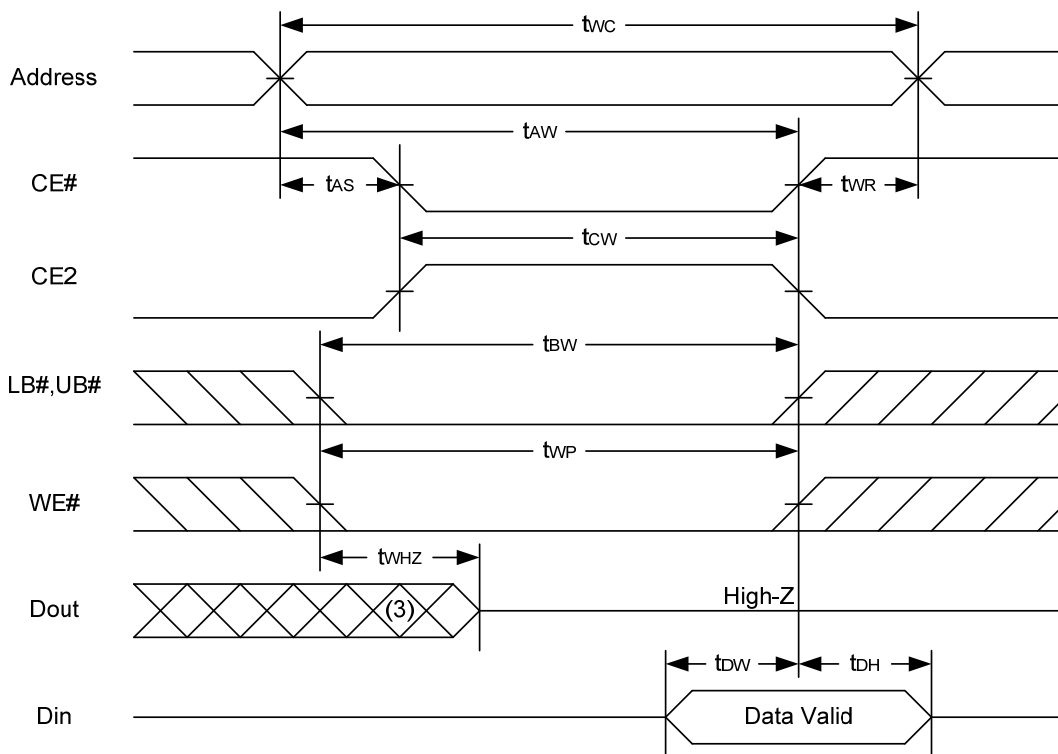 tWC
Address
tAW
CE#
tAS
tWR
tCW
CE2
tBW
LB#,UB#
tWP
WE#
tWHZ
Dout
(3)
High-Z
tDW
tDH
Din
Data Valid